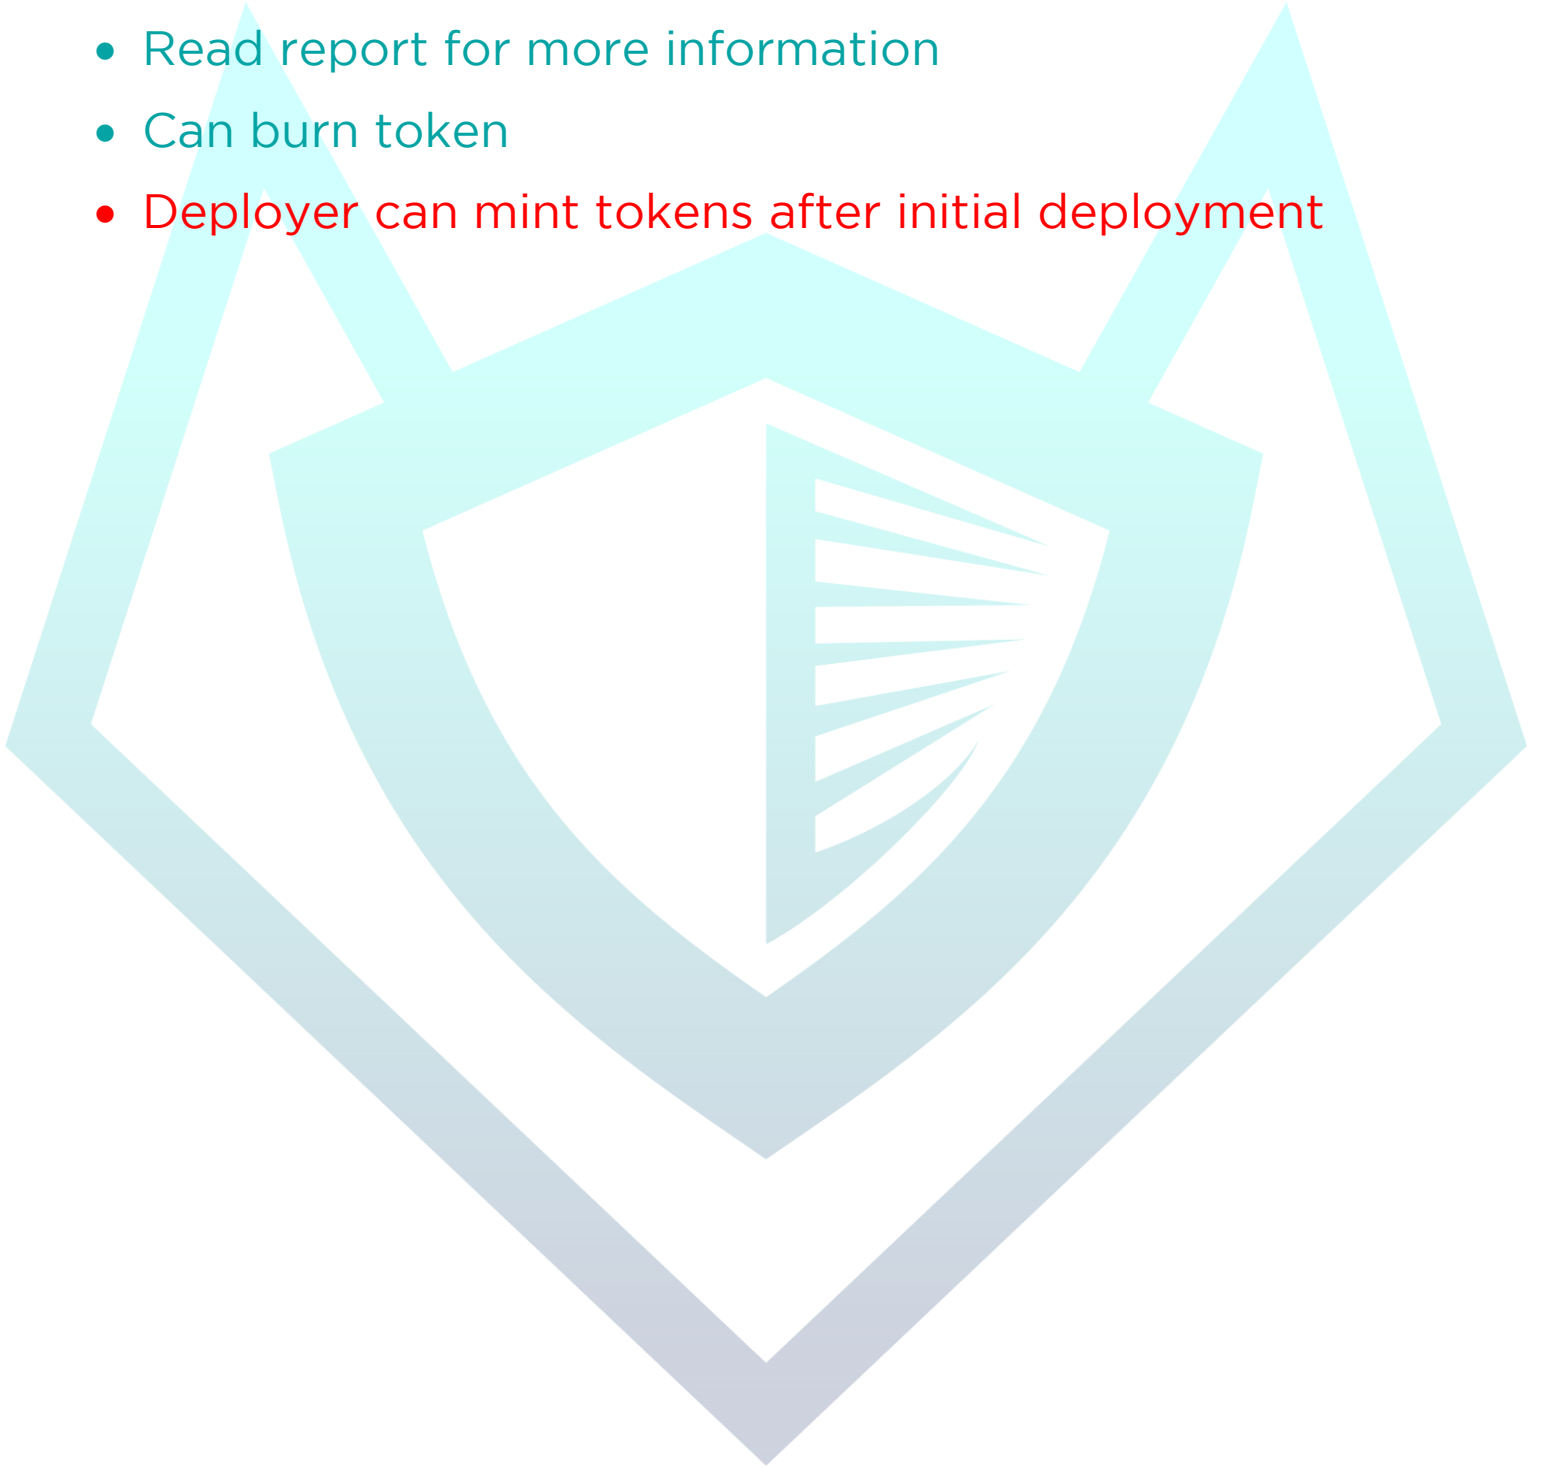 • Read report for more information
• Can burn token
• Deployer can mint tokens after initial deployment